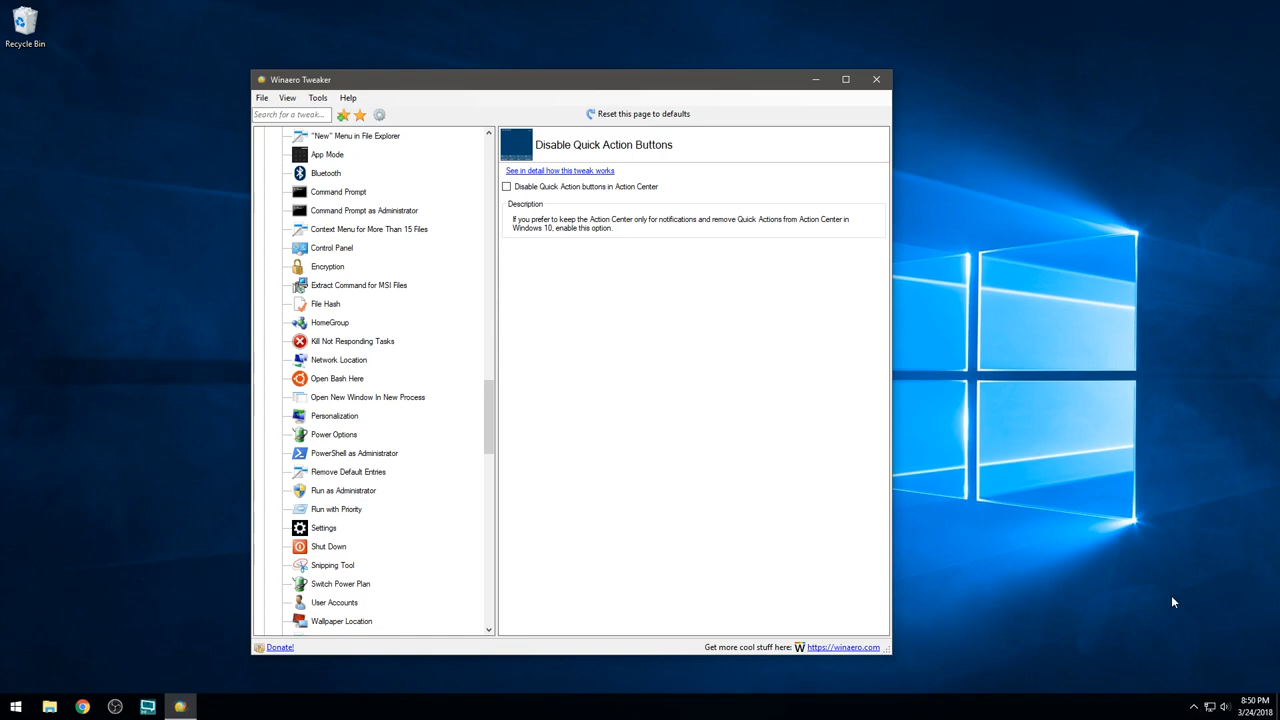 Recycle Bin
Winaero Tweaker
File View Tools Help
Search for a tweak...
Reset this page to defaults
"New" Menu in File Explorer
App Mode
Bluetooth
Command Prompt
Command Prompt as Administrator
Context Menu for More Than 15 Files
Control Panel
Encryption
Extract Command for MSI Files
File Hash
HomeGroup
Kill Not Responding Tasks
Network Location
Open Bash Here
Open New Window In New Process
Personalization
Power Options
PowerShell as Administrator
Remove Default Entries
Run as Administrator
Run with Priority
Settings
Shut Down
Snipping Tool
Switch Power Plan
User Accounts
Wallpaper Location
Disable Quick Action Buttons
See in detail how this tweak works
Disable Quick Action buttons in Action Center
Description
If you prefer to keep the Action Center only for notifications and remove Quick Actions from Action Center in
Windows 10, enable this option.
Donate!
Get more cool stuff here: W https://winaero.com
8:50 PM
3/24/2018